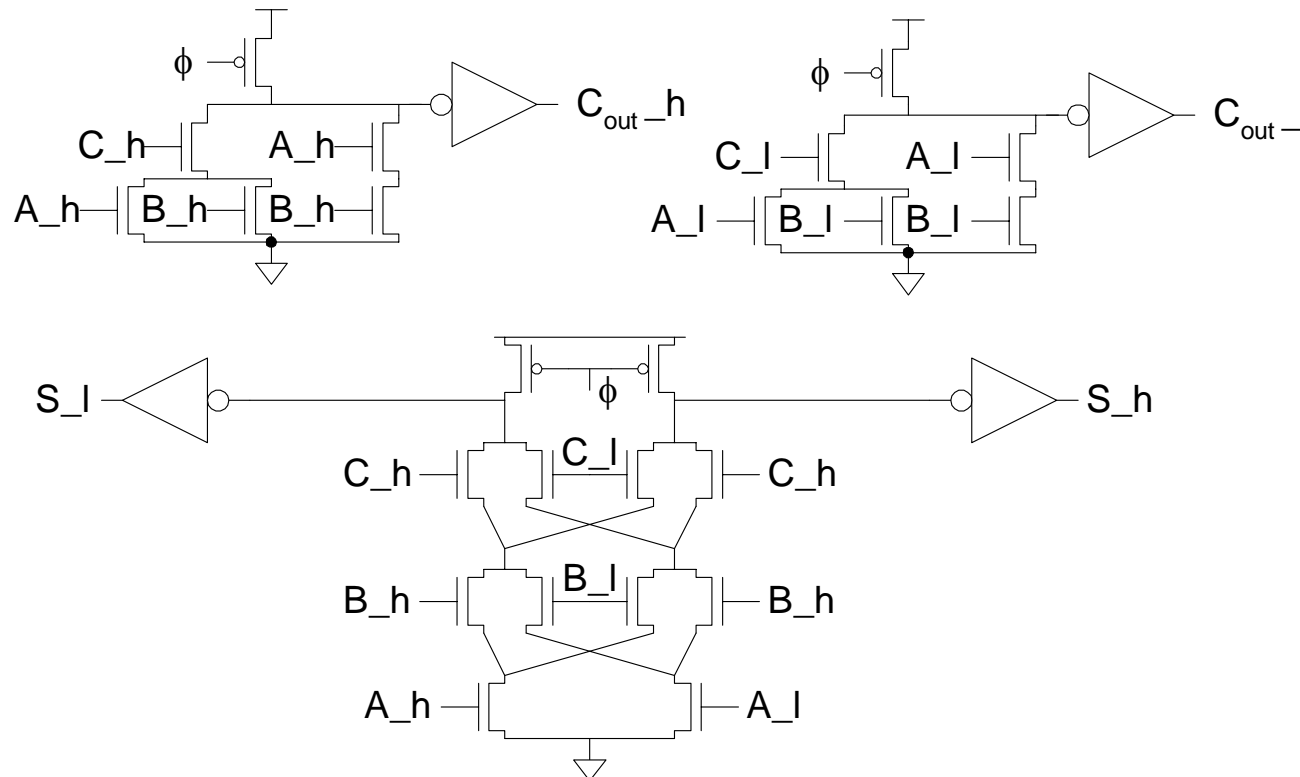 ϕ
C_h
A_h
A_h
B_h
B_h
C_out_h
ϕ
C_l
A_l
A_l
B_l
B_l
C_out_
S_l
ϕ
S_h
C_h
C_l
C_h
B_h
B_l
B_h
A_h
A_l